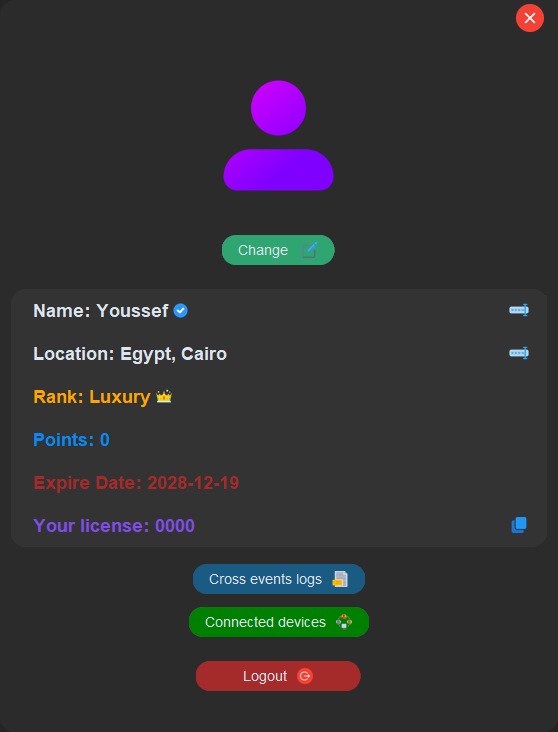 Change
Name: Youssef
Location: Egypt, Cairo
Rank: Luxury
Points: 0
Expire Date: 2028-12-19
Your license: 0000
Cross events logs
Connected devices
Logout